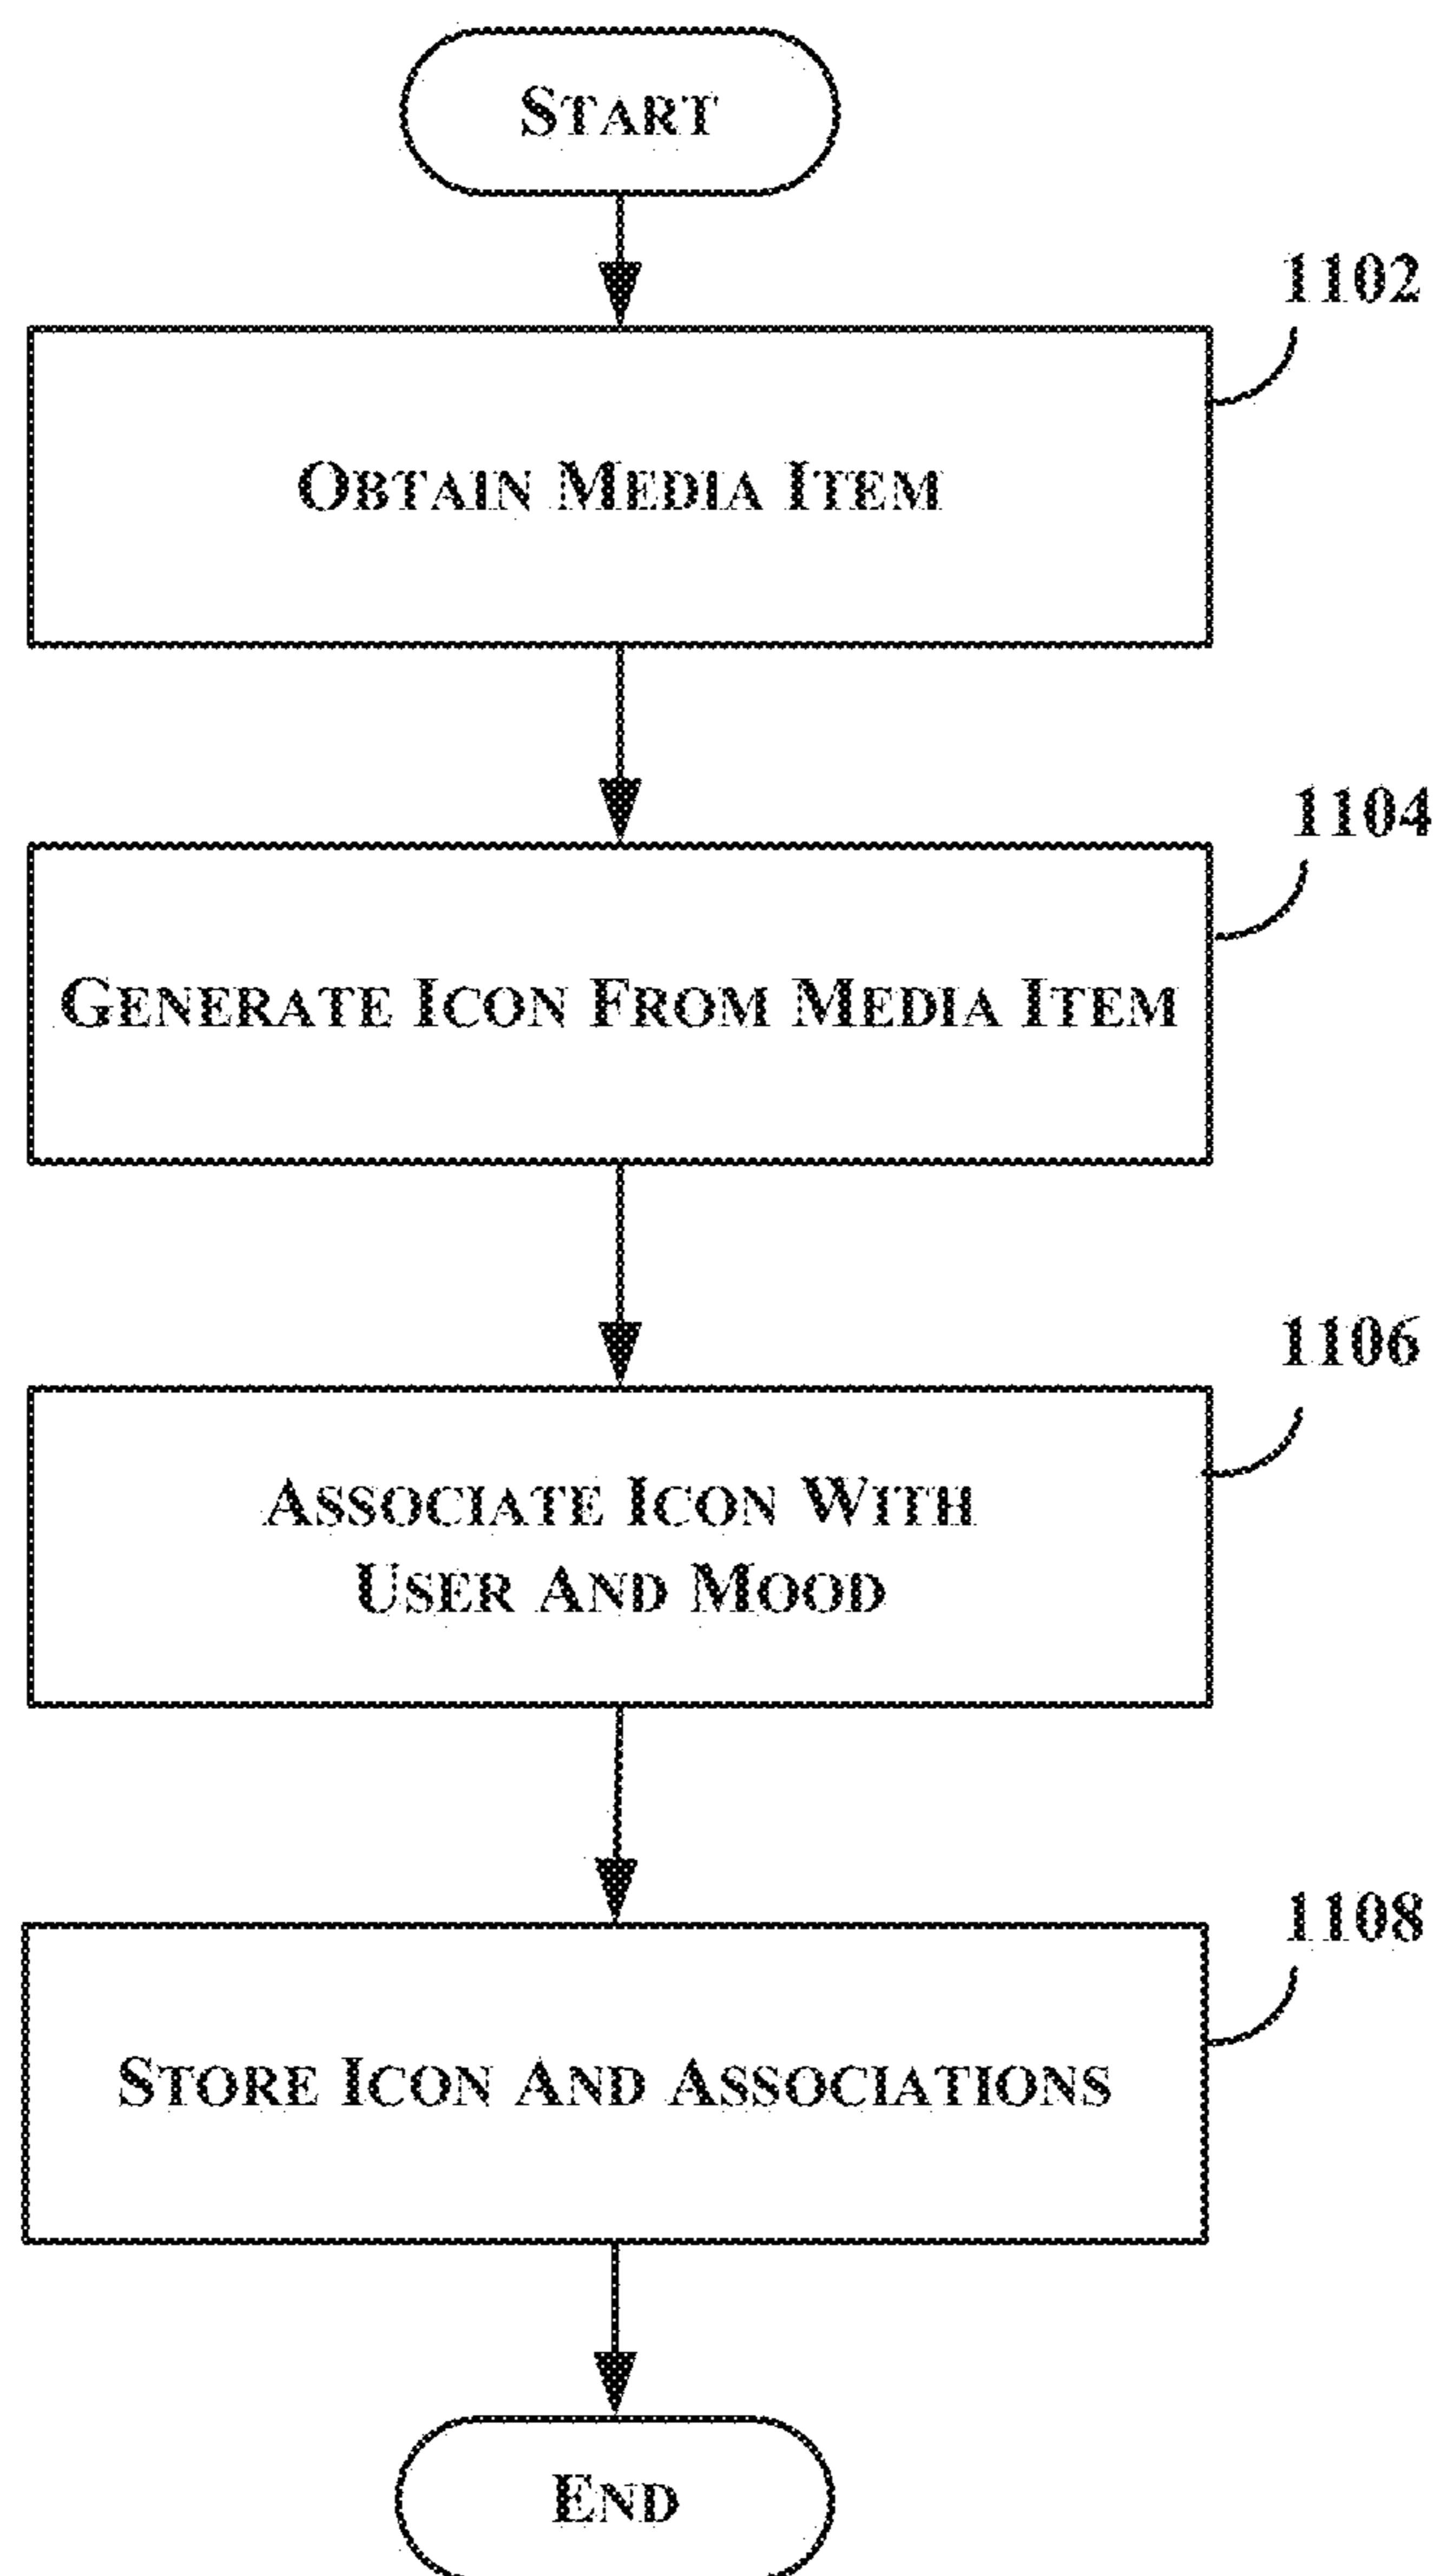 START
1102
OBTAIN MEDIA ITEM
1104
GENERATE ICON FROM MEDIA ITEM
1106
ASSOCIATE ICON WITH
USER AND MOOD
1108
STORE ICON AND ASSOCIATIONS
END